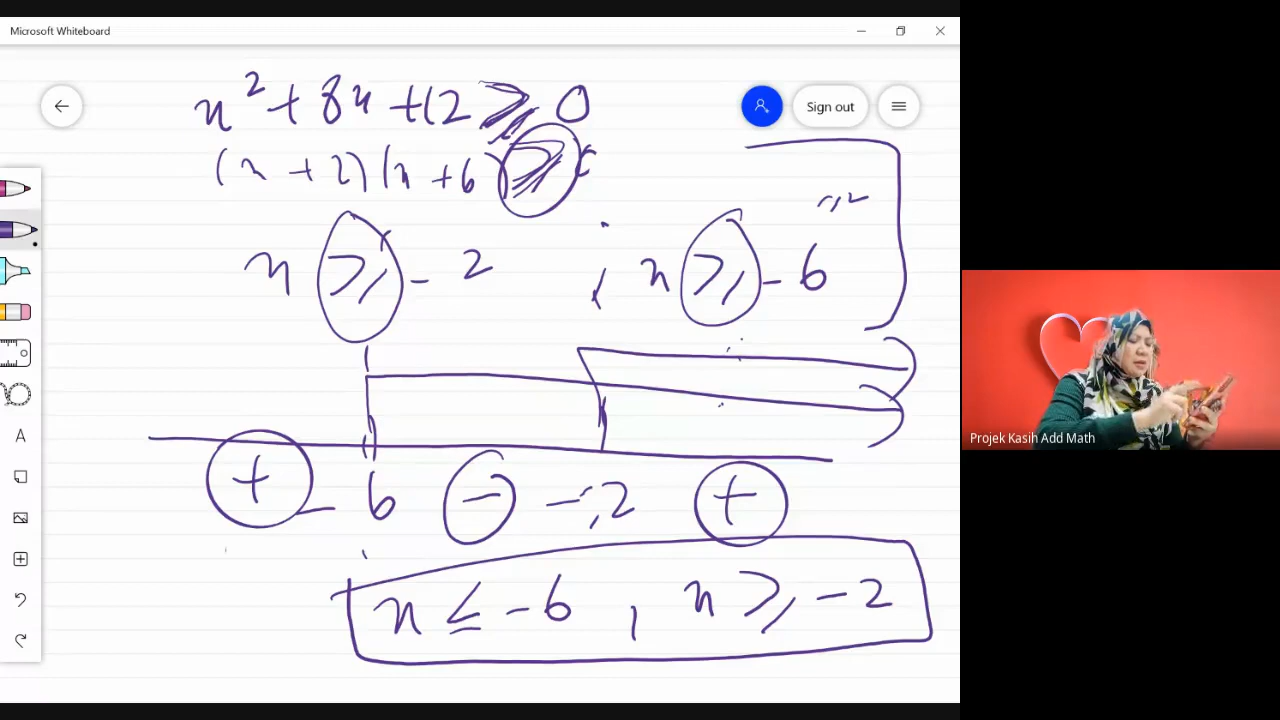 Microsoft Whiteboard
Sign out
x² + 8x + 12 ≥ 0
(x + 2)(x + 6) ≥
x ≥ - 2 ; x ≥ - 6
- 6 - 2
+ - +
x ≤ -6 , x ≥ -2
A
Projek Kasih Add Math